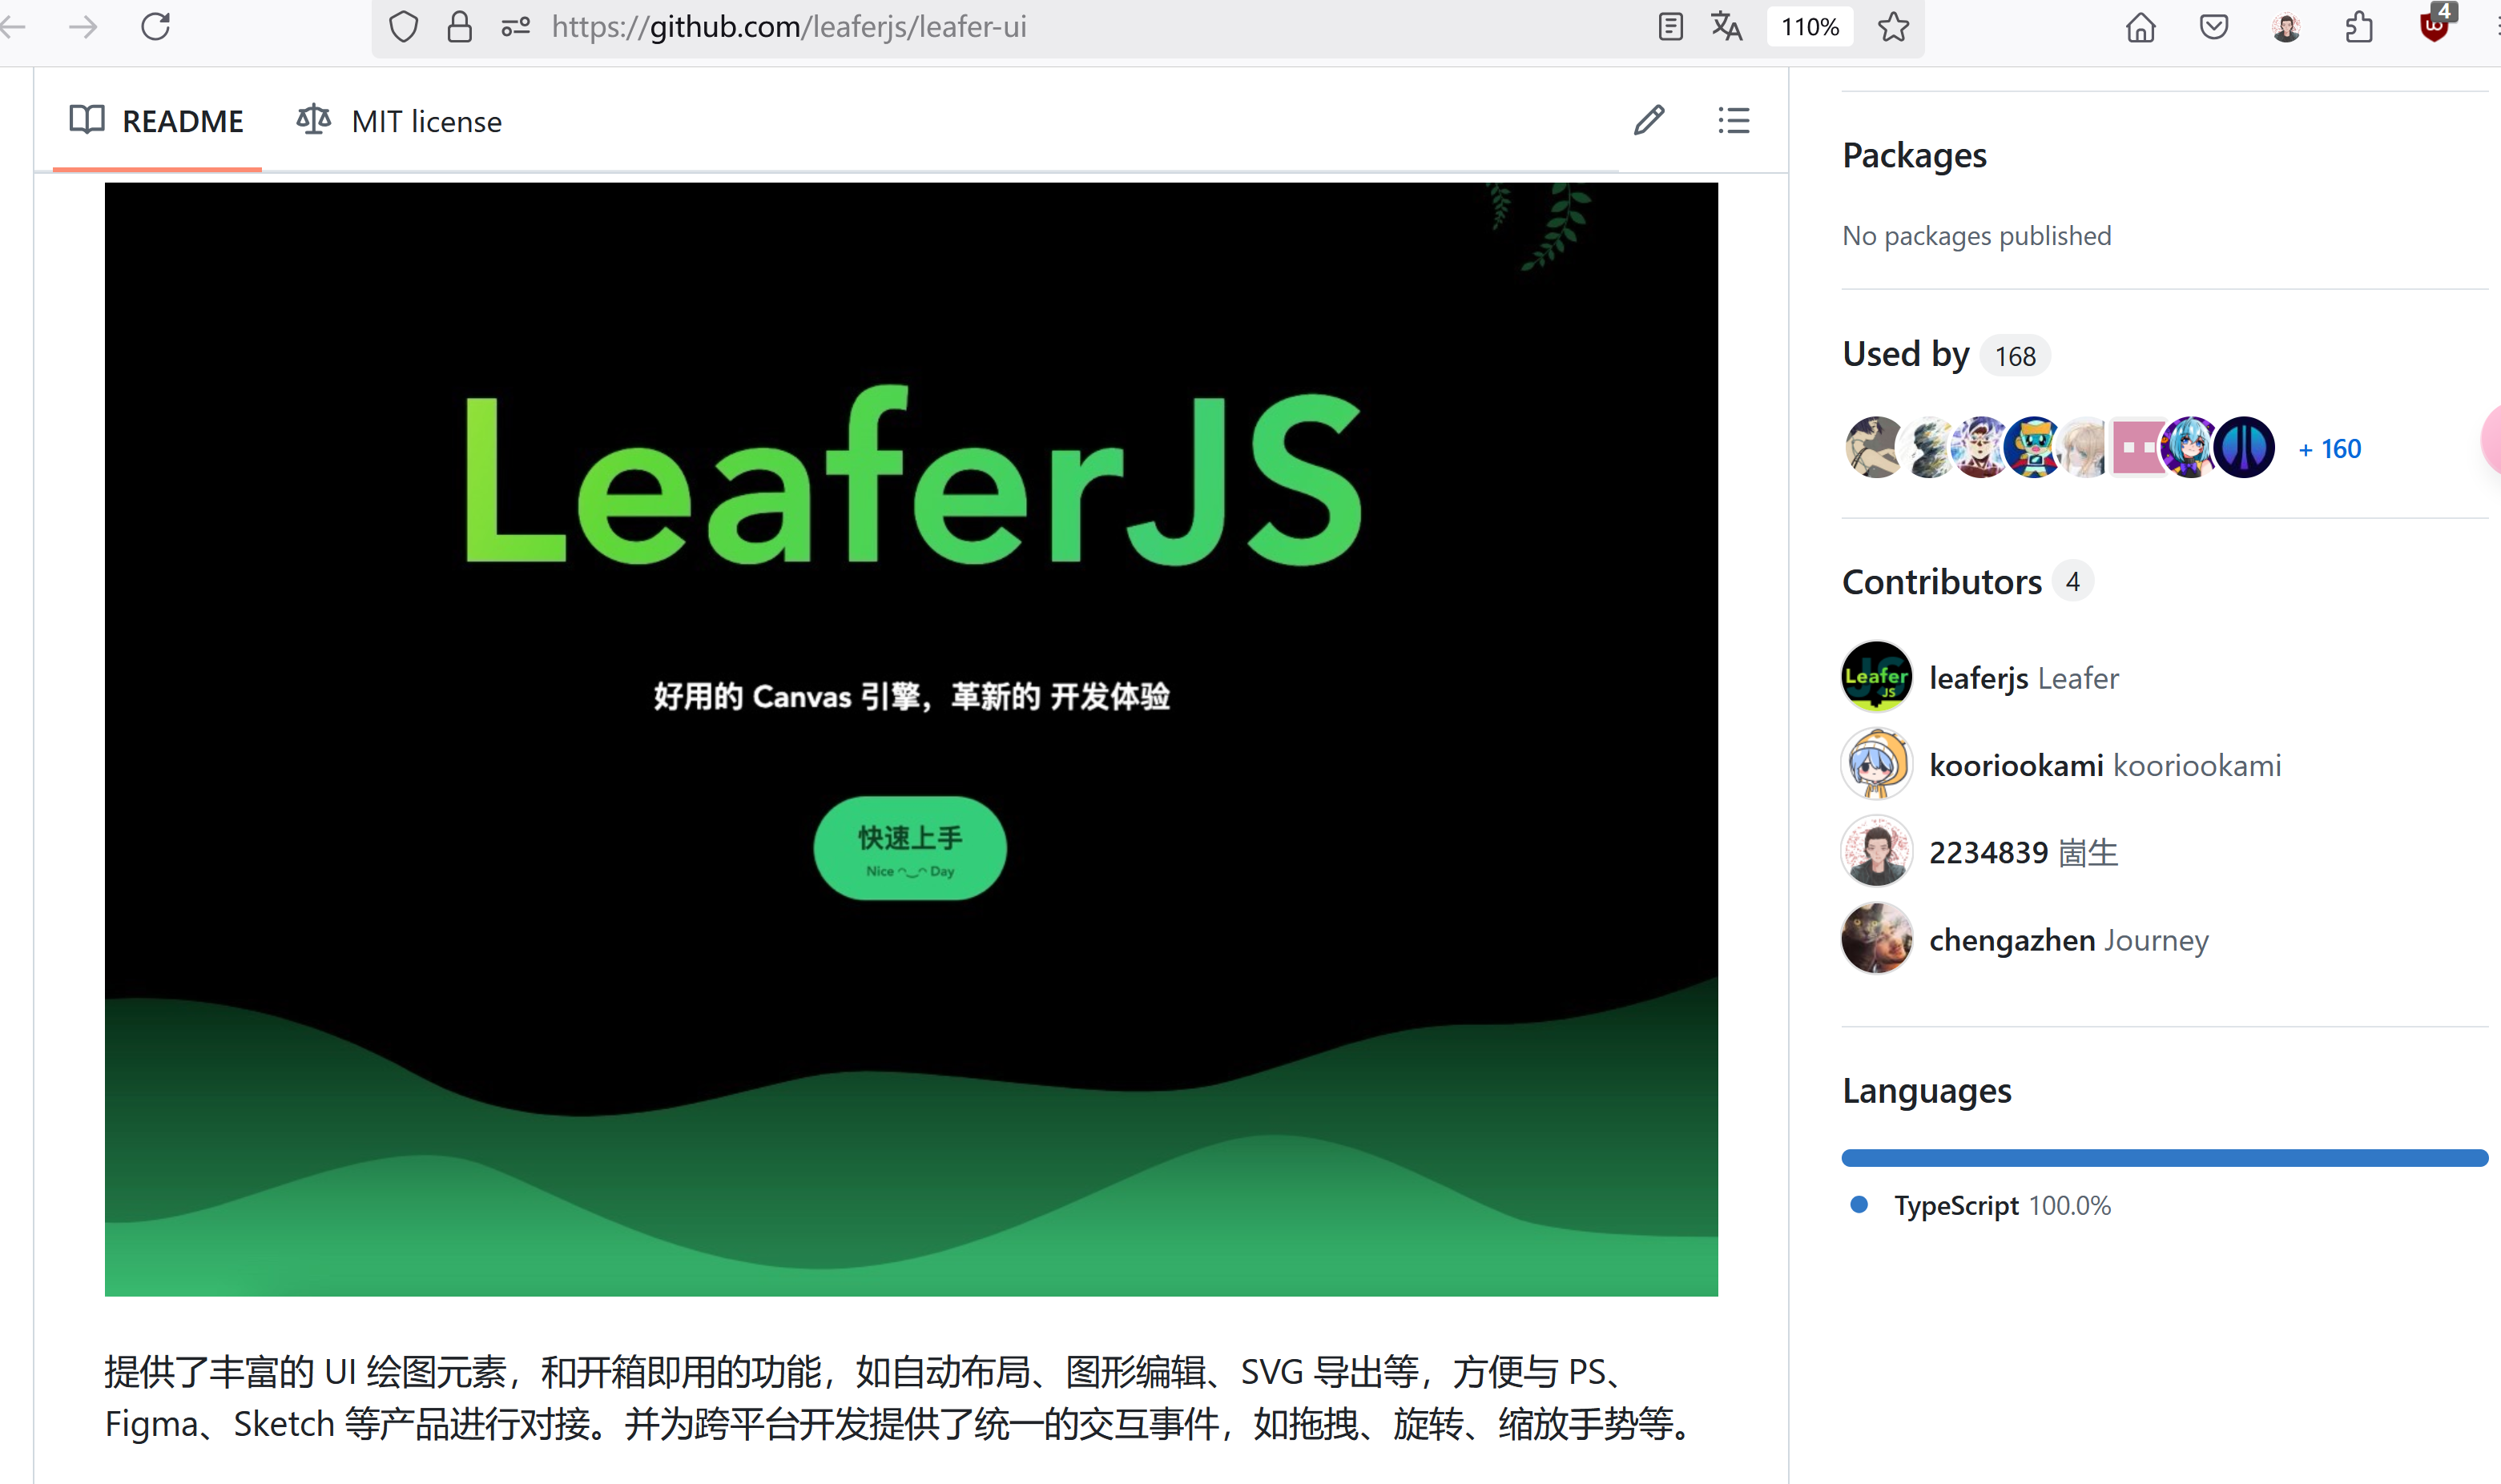 https://github.com/leaferjs/leafer-ui
110%
4
README
MIT license
LeaferJS
好用的 Canvas 引擎，革新的 开发体验
快速上手
Nice ◠‿◠ Day
提供了丰富的 UI 绘图元素，和开箱即用的功能，如自动布局、图形编辑、SVG 导出等，方便与 PS、
Figma、Sketch 等产品进行对接。并为跨平台开发提供了统一的交互事件，如拖拽、旋转、缩放手势等。
Packages
No packages published
Used by 168
+ 160
Contributors 4
Leafer
JS
leaferjs Leafer
kooriookami kooriookami
2234839 崮生
chengazhen Journey
Languages
TypeScript 100.0%